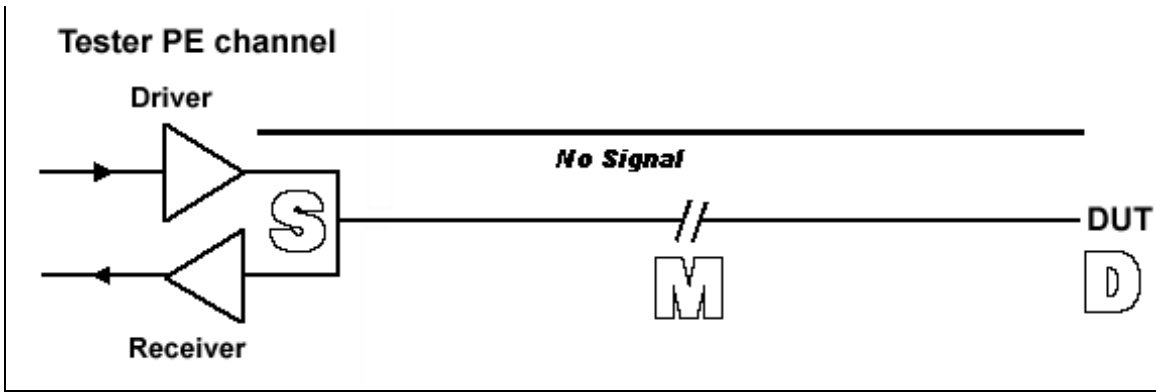 Tester PE channel
Driver
No Signal
S
DUT
M
D
Receiver